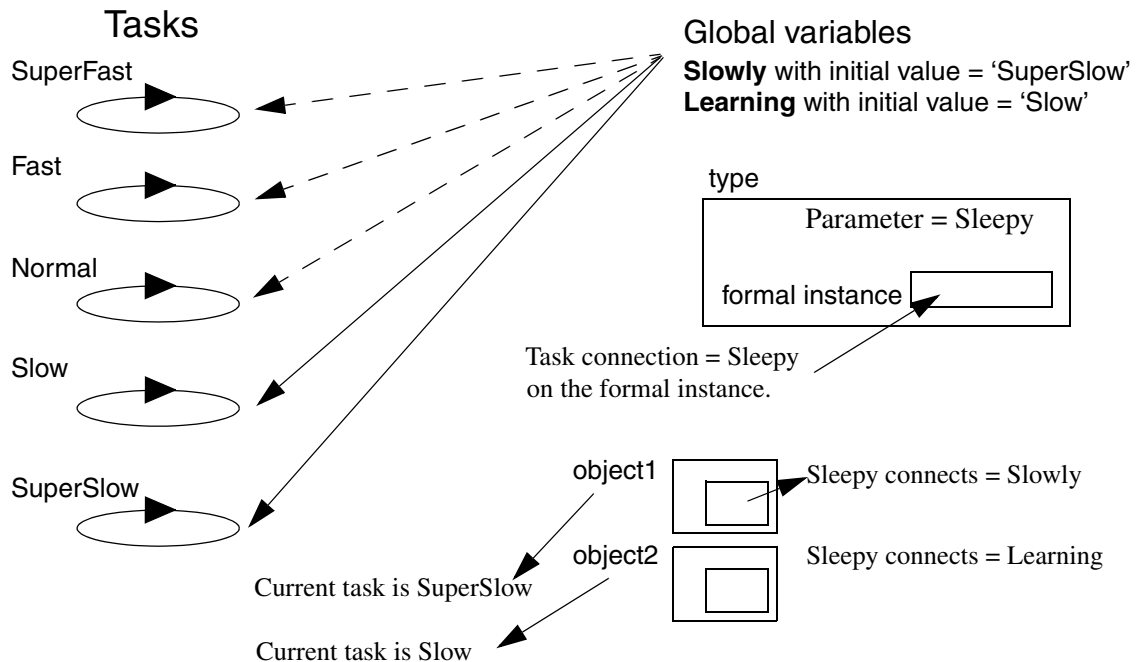 Tasks
SuperFast
Fast
Normal
Slow
SuperSlow
Global variables
Slowly with initial value = ‘SuperSlow’
Learning with initial value = ‘Slow’
type
Parameter = Sleepy
formal instance
Task connection = Sleepy
on the formal instance.
object1
Sleepy connects = Slowly
object2
Sleepy connects = Learning
Current task is SuperSlow
Current task is Slow